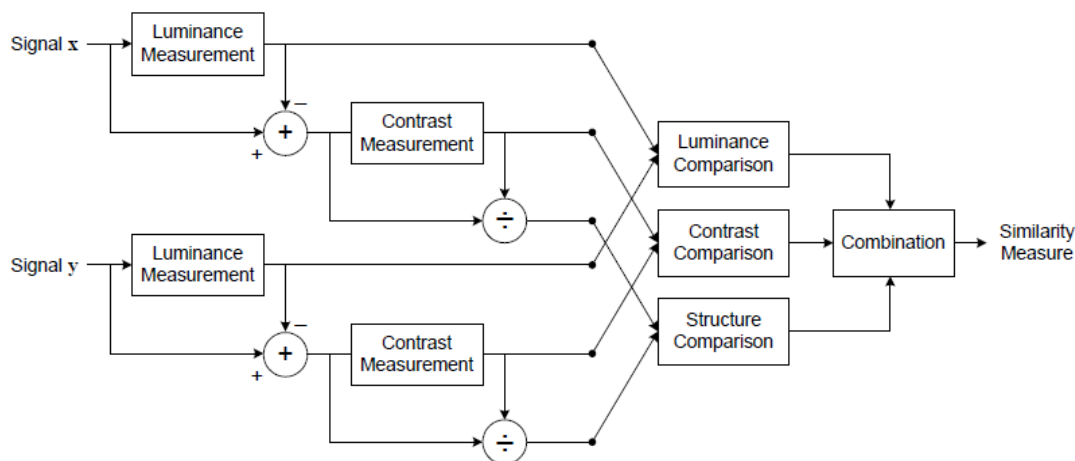 Signal x
Luminance
Measurement
−
+
+
Contrast
Measurement
÷
Luminance
Comparison
Contrast
Comparison
Structure
Comparison
Combination
Similarity
Measure
Signal y
Luminance
Measurement
−
+
+
Contrast
Measurement
÷